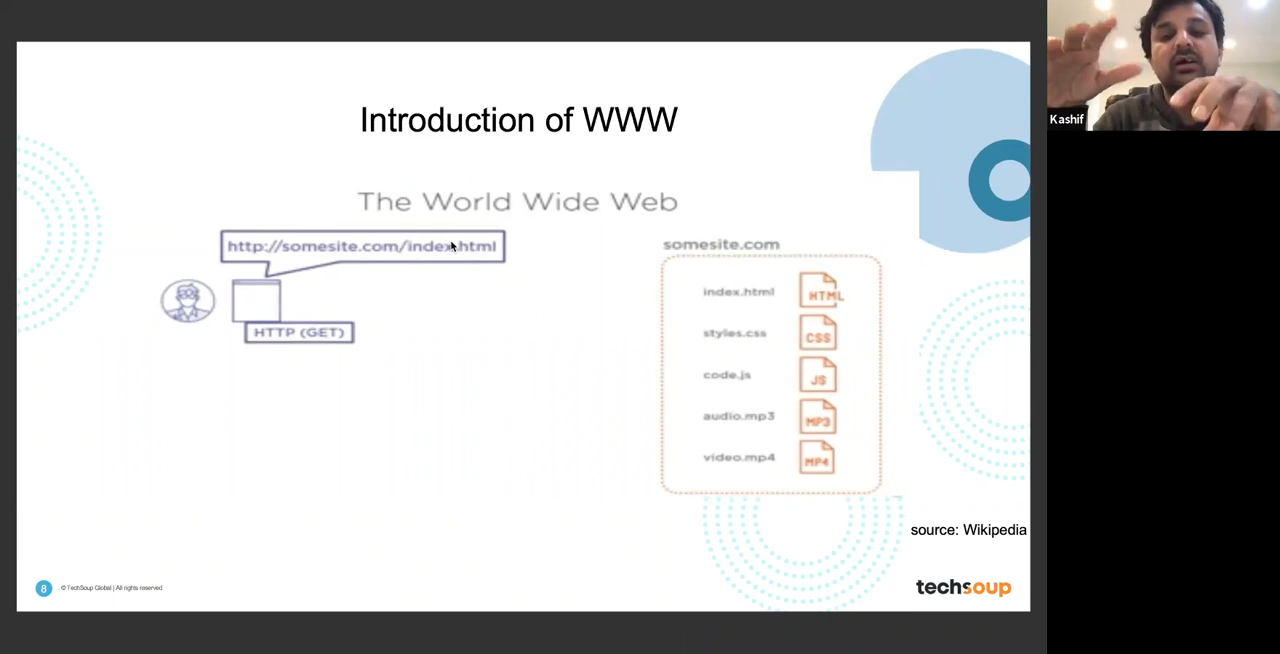 Introduction of WWW
The World Wide Web
http://somesite.com/index.html
HTTP (GET)
somesite.com
index.html
HTML
styles.css
CSS
code.js
JS
audio.mp3
MP3
video.mp4
MP4
source: Wikipedia
8
© TechSoup Global | All rights reserved
techsoup
Kashif